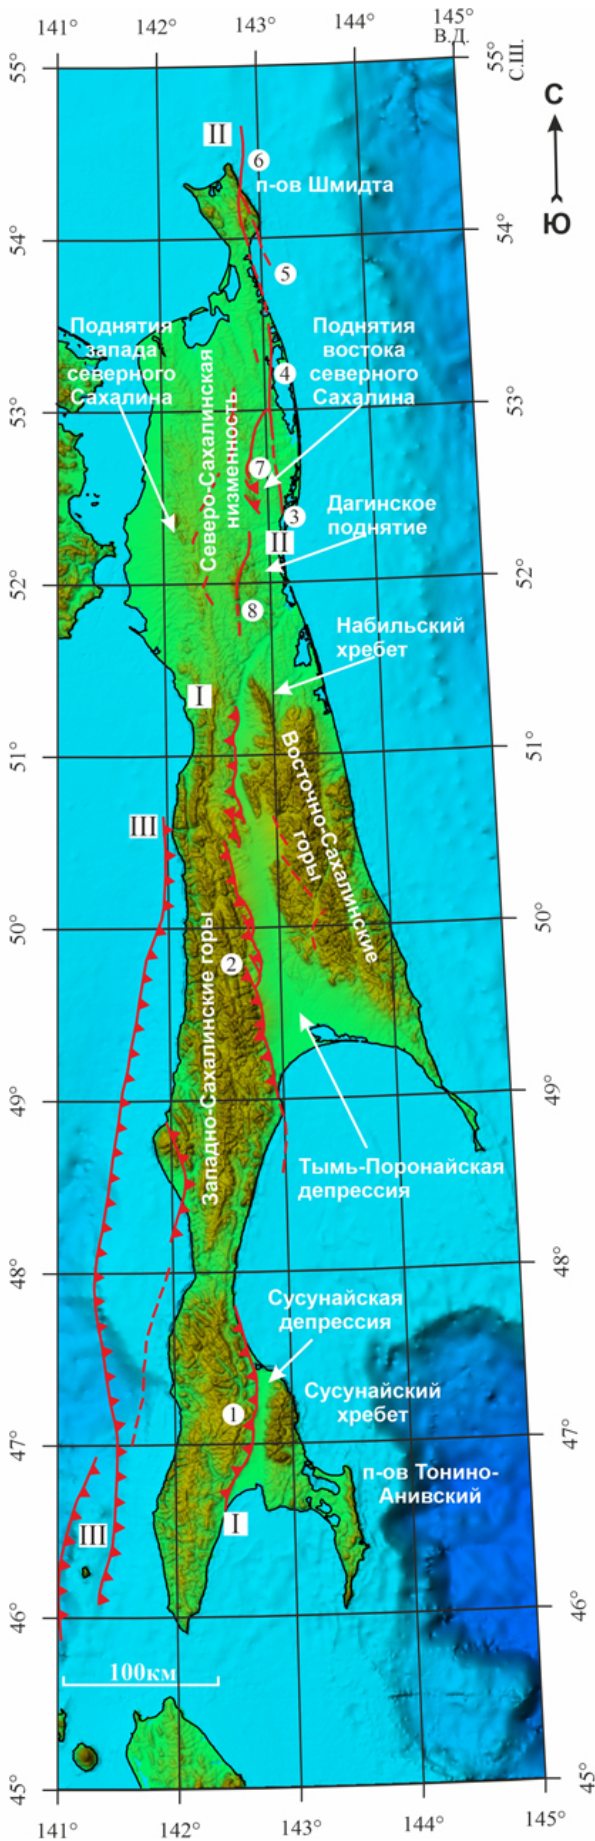 141° 142° 143° 144° 145°
В.Д.
55° 55°
С.Ш.
С
Ю
II
6
п-ов Шмидта
54° 54°
5
Поднятия
запада
северного
Сахалина
Северо-Сахалинская
низменность
Поднятия
востока
северного
Сахалина
4
53° 53°
7
3
Дагинское
поднятие
II
52° 52°
8
Набильский
хребет
I
51° 51°
Восточно-Сахалинские
горы
III
50° 50°
Западно-Сахалинские горы
2
49° 49°
Тымь-Поронайская
депрессия
48° 48°
Сусунайская
депрессия
Сусунайский
хребет
1
47° 47°
п-ов Тонино-
Анивский
I
III
46° 46°
100км
45° 45°
141° 142° 143° 144° 145°